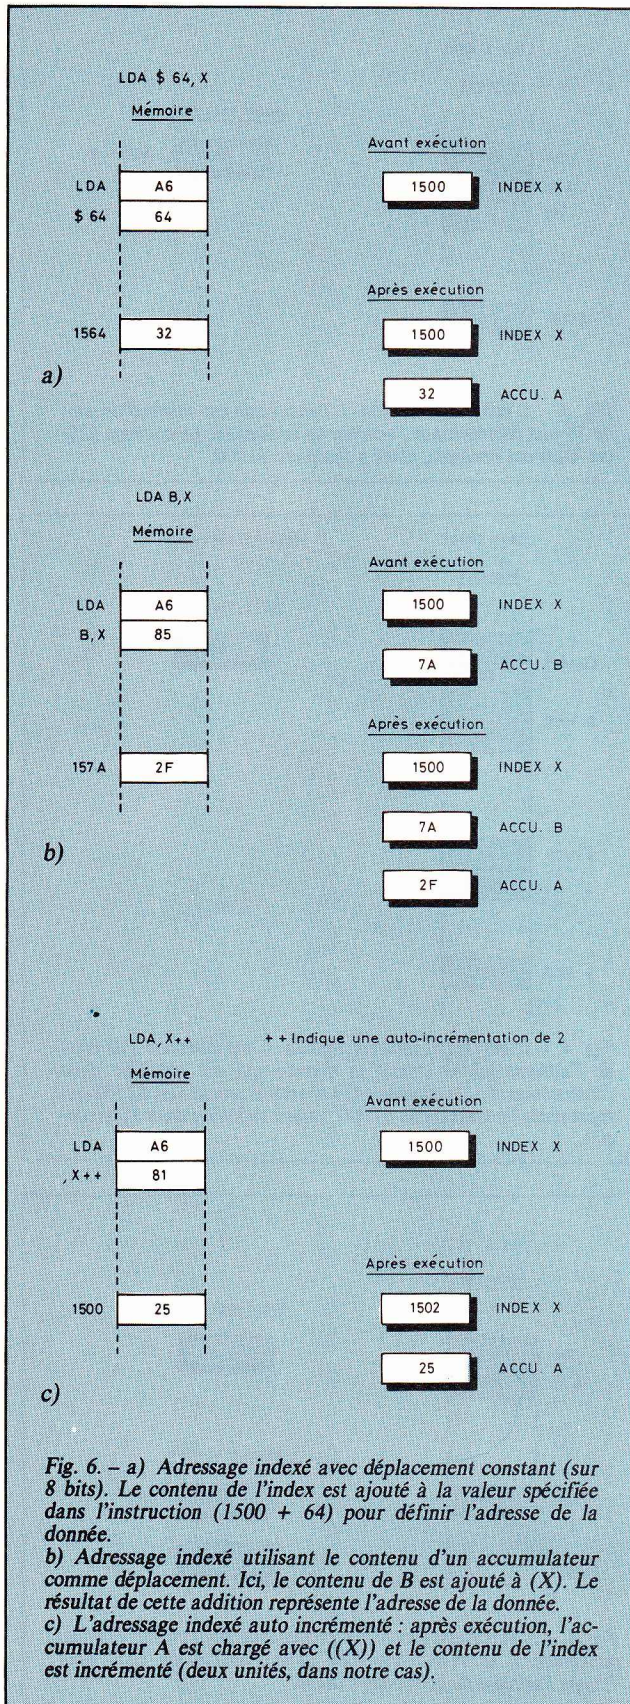 LDA $ 64, X
Mémoire
Avant exécution
LDA A6 1500 INDEX X
$ 64 64
Après exécution
1564 32 1500 INDEX X
a)
32 ACCU. A
LDA B,X
Mémoire
Avant exécution
LDA A6 1500 INDEX X
B,X 85
7A ACCU. B
Après exécution
157A 2F 1500 INDEX X
7A ACCU. B
b)
2F ACCU. A
LDA, X++ ++ Indique une auto-incrémentation de 2
Mémoire
Avant exécution
LDA A6 1500 INDEX X
, X++ 81
Après exécution
1500 25 1502 INDEX X
25 ACCU. A
c)
Fig. 6. – a) Adressage indexé avec déplacement constant (sur
8 bits). Le contenu de l'index est ajouté à la valeur spécifiée
dans l'instruction (1500 + 64) pour définir l'adresse de la
donnée.
b) Adressage indexé utilisant le contenu d'un accumulateur
comme déplacement. Ici, le contenu de B est ajouté à (X). Le
résultat de cette addition représente l'adresse de la donnée.
c) L'adressage indexé auto incrémenté : après exécution, l'ac-
cumulateur A est chargé avec ((X)) et le contenu de l'index
est incrémenté (deux unités, dans notre cas).